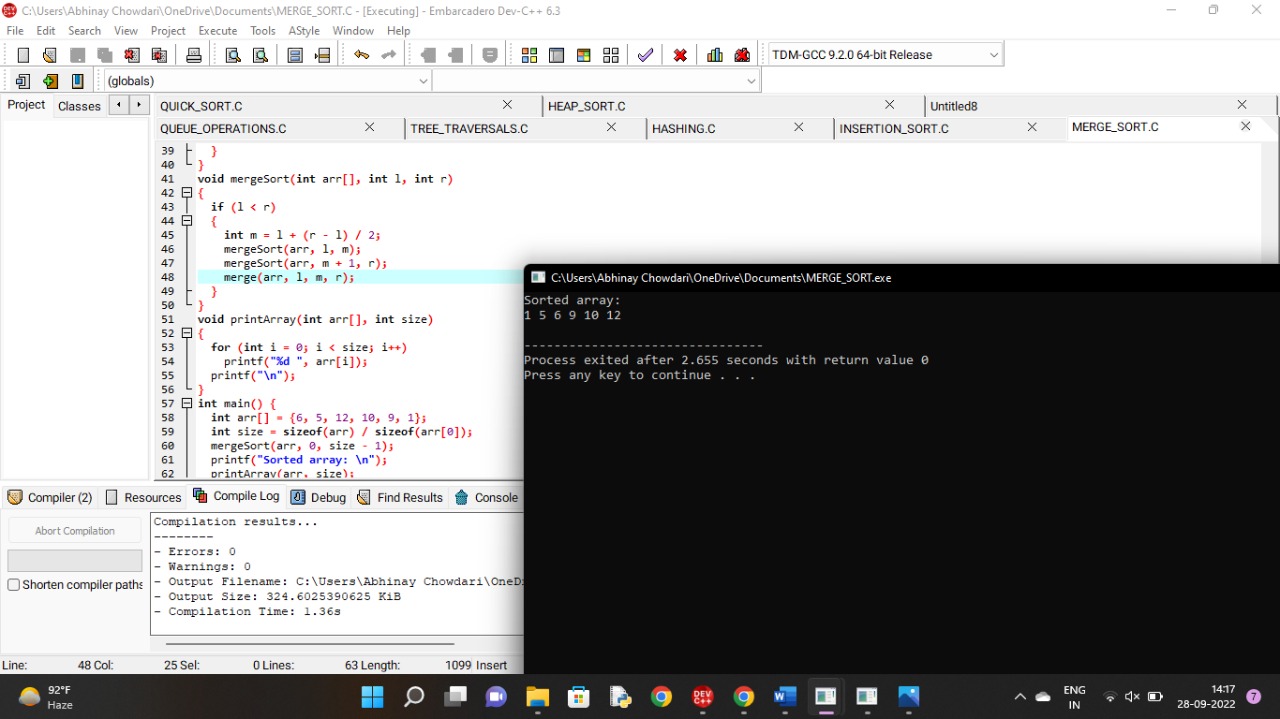 C:\Users\Abhinay Chowdari\OneDrive\Documents\MERGE_SORT.C - [Executing] - Embarcadero Dev-C++ 6.3
File Edit Search View Project Execute Tools AStyle Window Help
TDM-GCC 9.2.0 64-bit Release
(globals)
Project Classes
QUICK_SORT.C HEAP_SORT.C Untitled8
QUEUE_OPERATIONS.C TREE_TRAVERSALS.C HASHING.C INSERTION_SORT.C MERGE_SORT.C
39 }
40 }
41 void mergeSort(int arr[], int l, int r)
42 {
43 if (l < r)
44 {
45 int m = l + (r - l) / 2;
46 mergeSort(arr, l, m);
47 mergeSort(arr, m + 1, r);
48 merge(arr, l, m, r);
49 }
50 }
51 void printArray(int arr[], int size)
52 {
53 for (int i = 0; i < size; i++)
54 printf("%d ", arr[i]);
55 printf("\n");
56 }
57 int main() {
58 int arr[] = {6, 5, 12, 10, 9, 1};
59 int size = sizeof(arr) / sizeof(arr[0]);
60 mergeSort(arr, 0, size - 1);
61 printf("Sorted array: \n");
62 printArray(arr, size);
C:\Users\Abhinay Chowdari\OneDrive\Documents\MERGE_SORT.exe
Sorted array:
1 5 6 9 10 12
-------------------------------
Process exited after 2.655 seconds with return value 0
Press any key to continue . . .
Compiler (2) Resources Compile Log Debug Find Results Console
Abort Compilation
Shorten compiler paths
Compilation results...
--------
- Errors: 0
- Warnings: 0
- Output Filename: C:\Users\Abhinay Chowdari\OneD
- Output Size: 324.6025390625 KiB
- Compilation Time: 1.36s
Line: 48 Col: 25 Sel: 0 Lines: 63 Length: 1099 Insert
92°F
Haze
DEV
C++
ENG
IN
14:17
28-09-2022
7